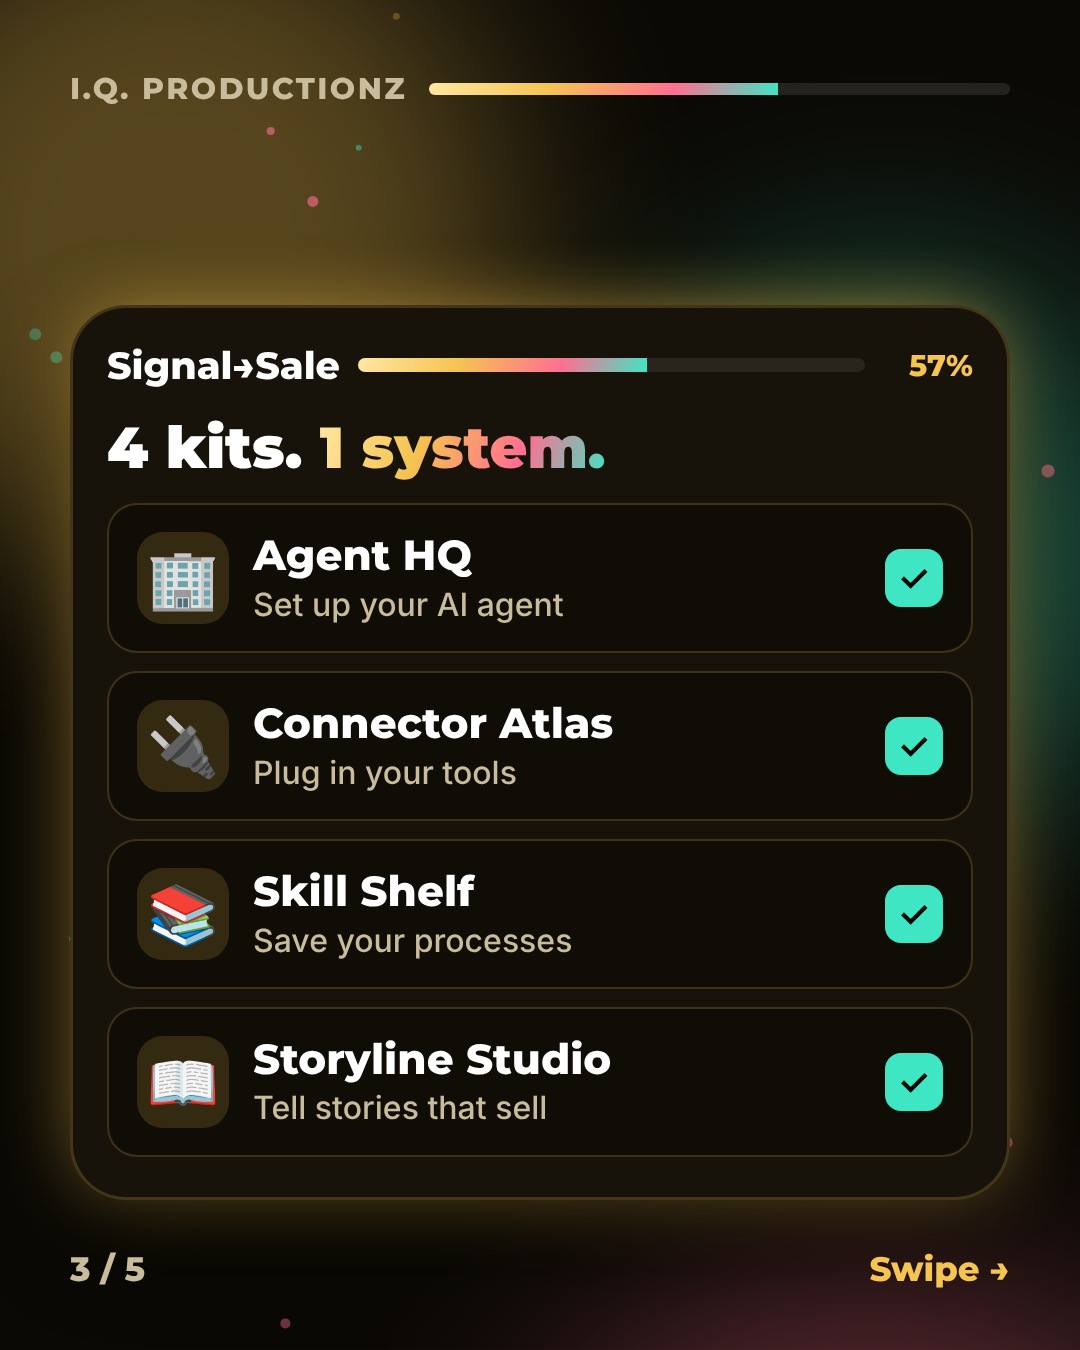 I.Q. PRODUCTIONZ
Signal→Sale 57%
4 kits. 1 system.
Agent HQ
Set up your AI agent
Connector Atlas
Plug in your tools
Skill Shelf
Save your processes
Storyline Studio
Tell stories that sell
3 / 5 Swipe →